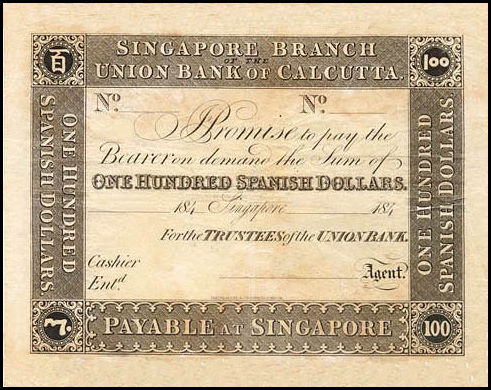 SINGAPORE BRANCH
OF THE
UNION BANK OF CALCUTTA.
百
100
No. No.
I Promise to pay the
Bearer on demand the Sum of
ONE HUNDRED SPANISH DOLLARS.
184 Singapore 184
For the TRUSTEES of the UNION BANK.
Cashier
Entd. Agent.
ONE HUNDRED
SPANISH DOLLARS
ONE HUNDRED
SPANISH DOLLARS
PAYABLE AT SINGAPORE
100